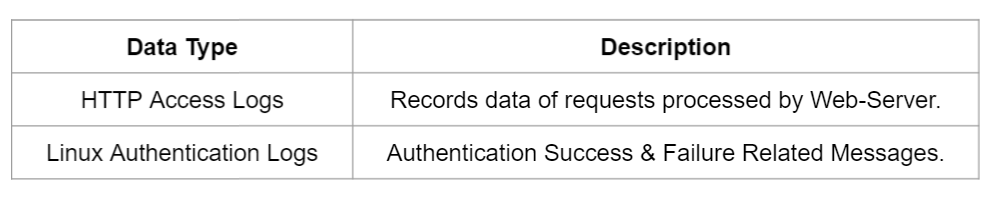 Data Type Description
HTTP Access Logs Records data of requests processed by Web-Server.
Linux Authentication Logs Authentication Success & Failure Related Messages.